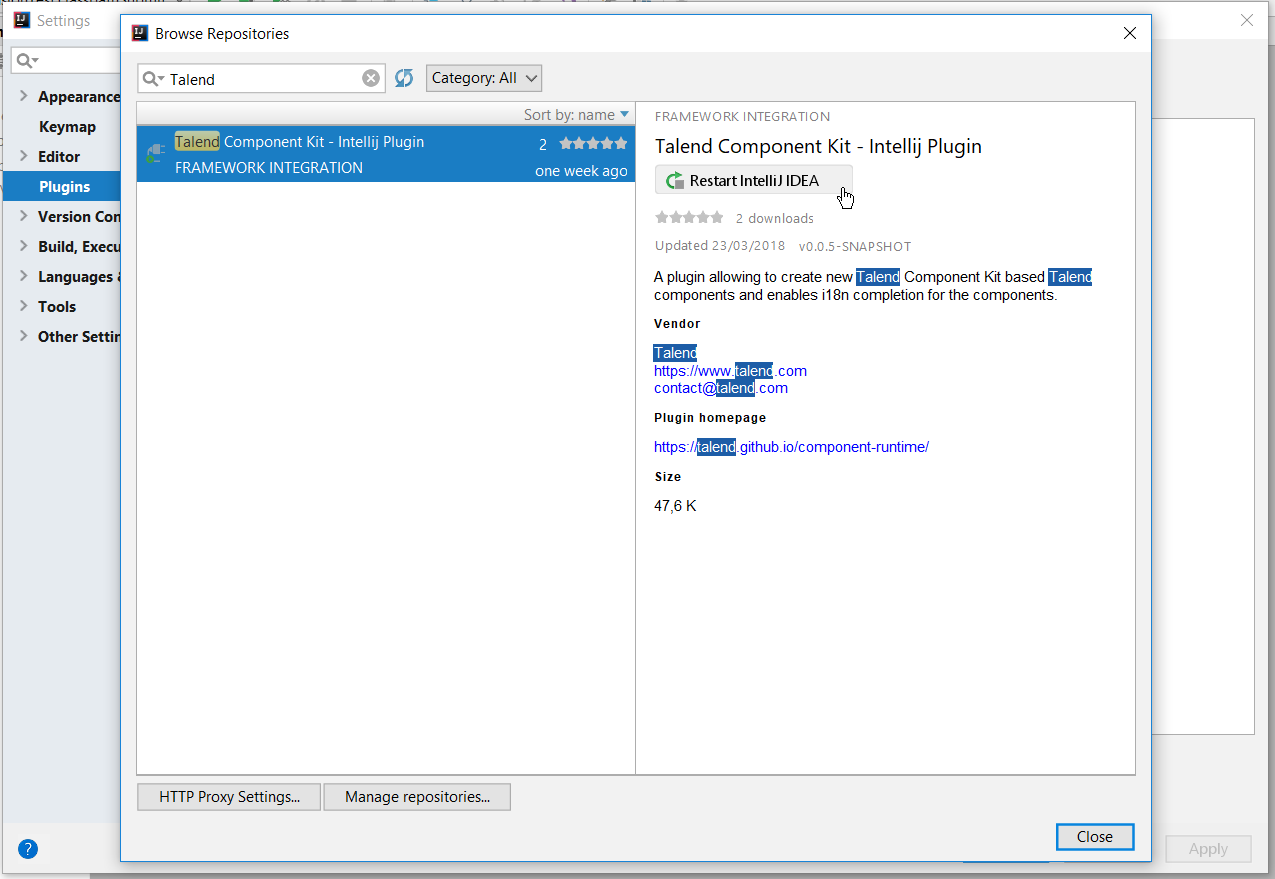 Settings
Appearance
Keymap
Editor
Plugins
Version Con
Build, Execu
Languages &
Tools
Other Settin
?
Apply
Browse Repositories
Talend
Category: All
Sort by: name
Talend Component Kit - Intellij Plugin
2
FRAMEWORK INTEGRATION
one week ago
FRAMEWORK INTEGRATION
Talend Component Kit - Intellij Plugin
Restart IntelliJ IDEA
2 downloads
Updated 23/03/2018 v0.0.5-SNAPSHOT
A plugin allowing to create new Talend Component Kit based Talend
components and enables i18n completion for the components.
Vendor
Talend
https://www.talend.com
contact@talend.com
Plugin homepage
https://talend.github.io/component-runtime/
Size
47,6 K
HTTP Proxy Settings...
Manage repositories...
Close